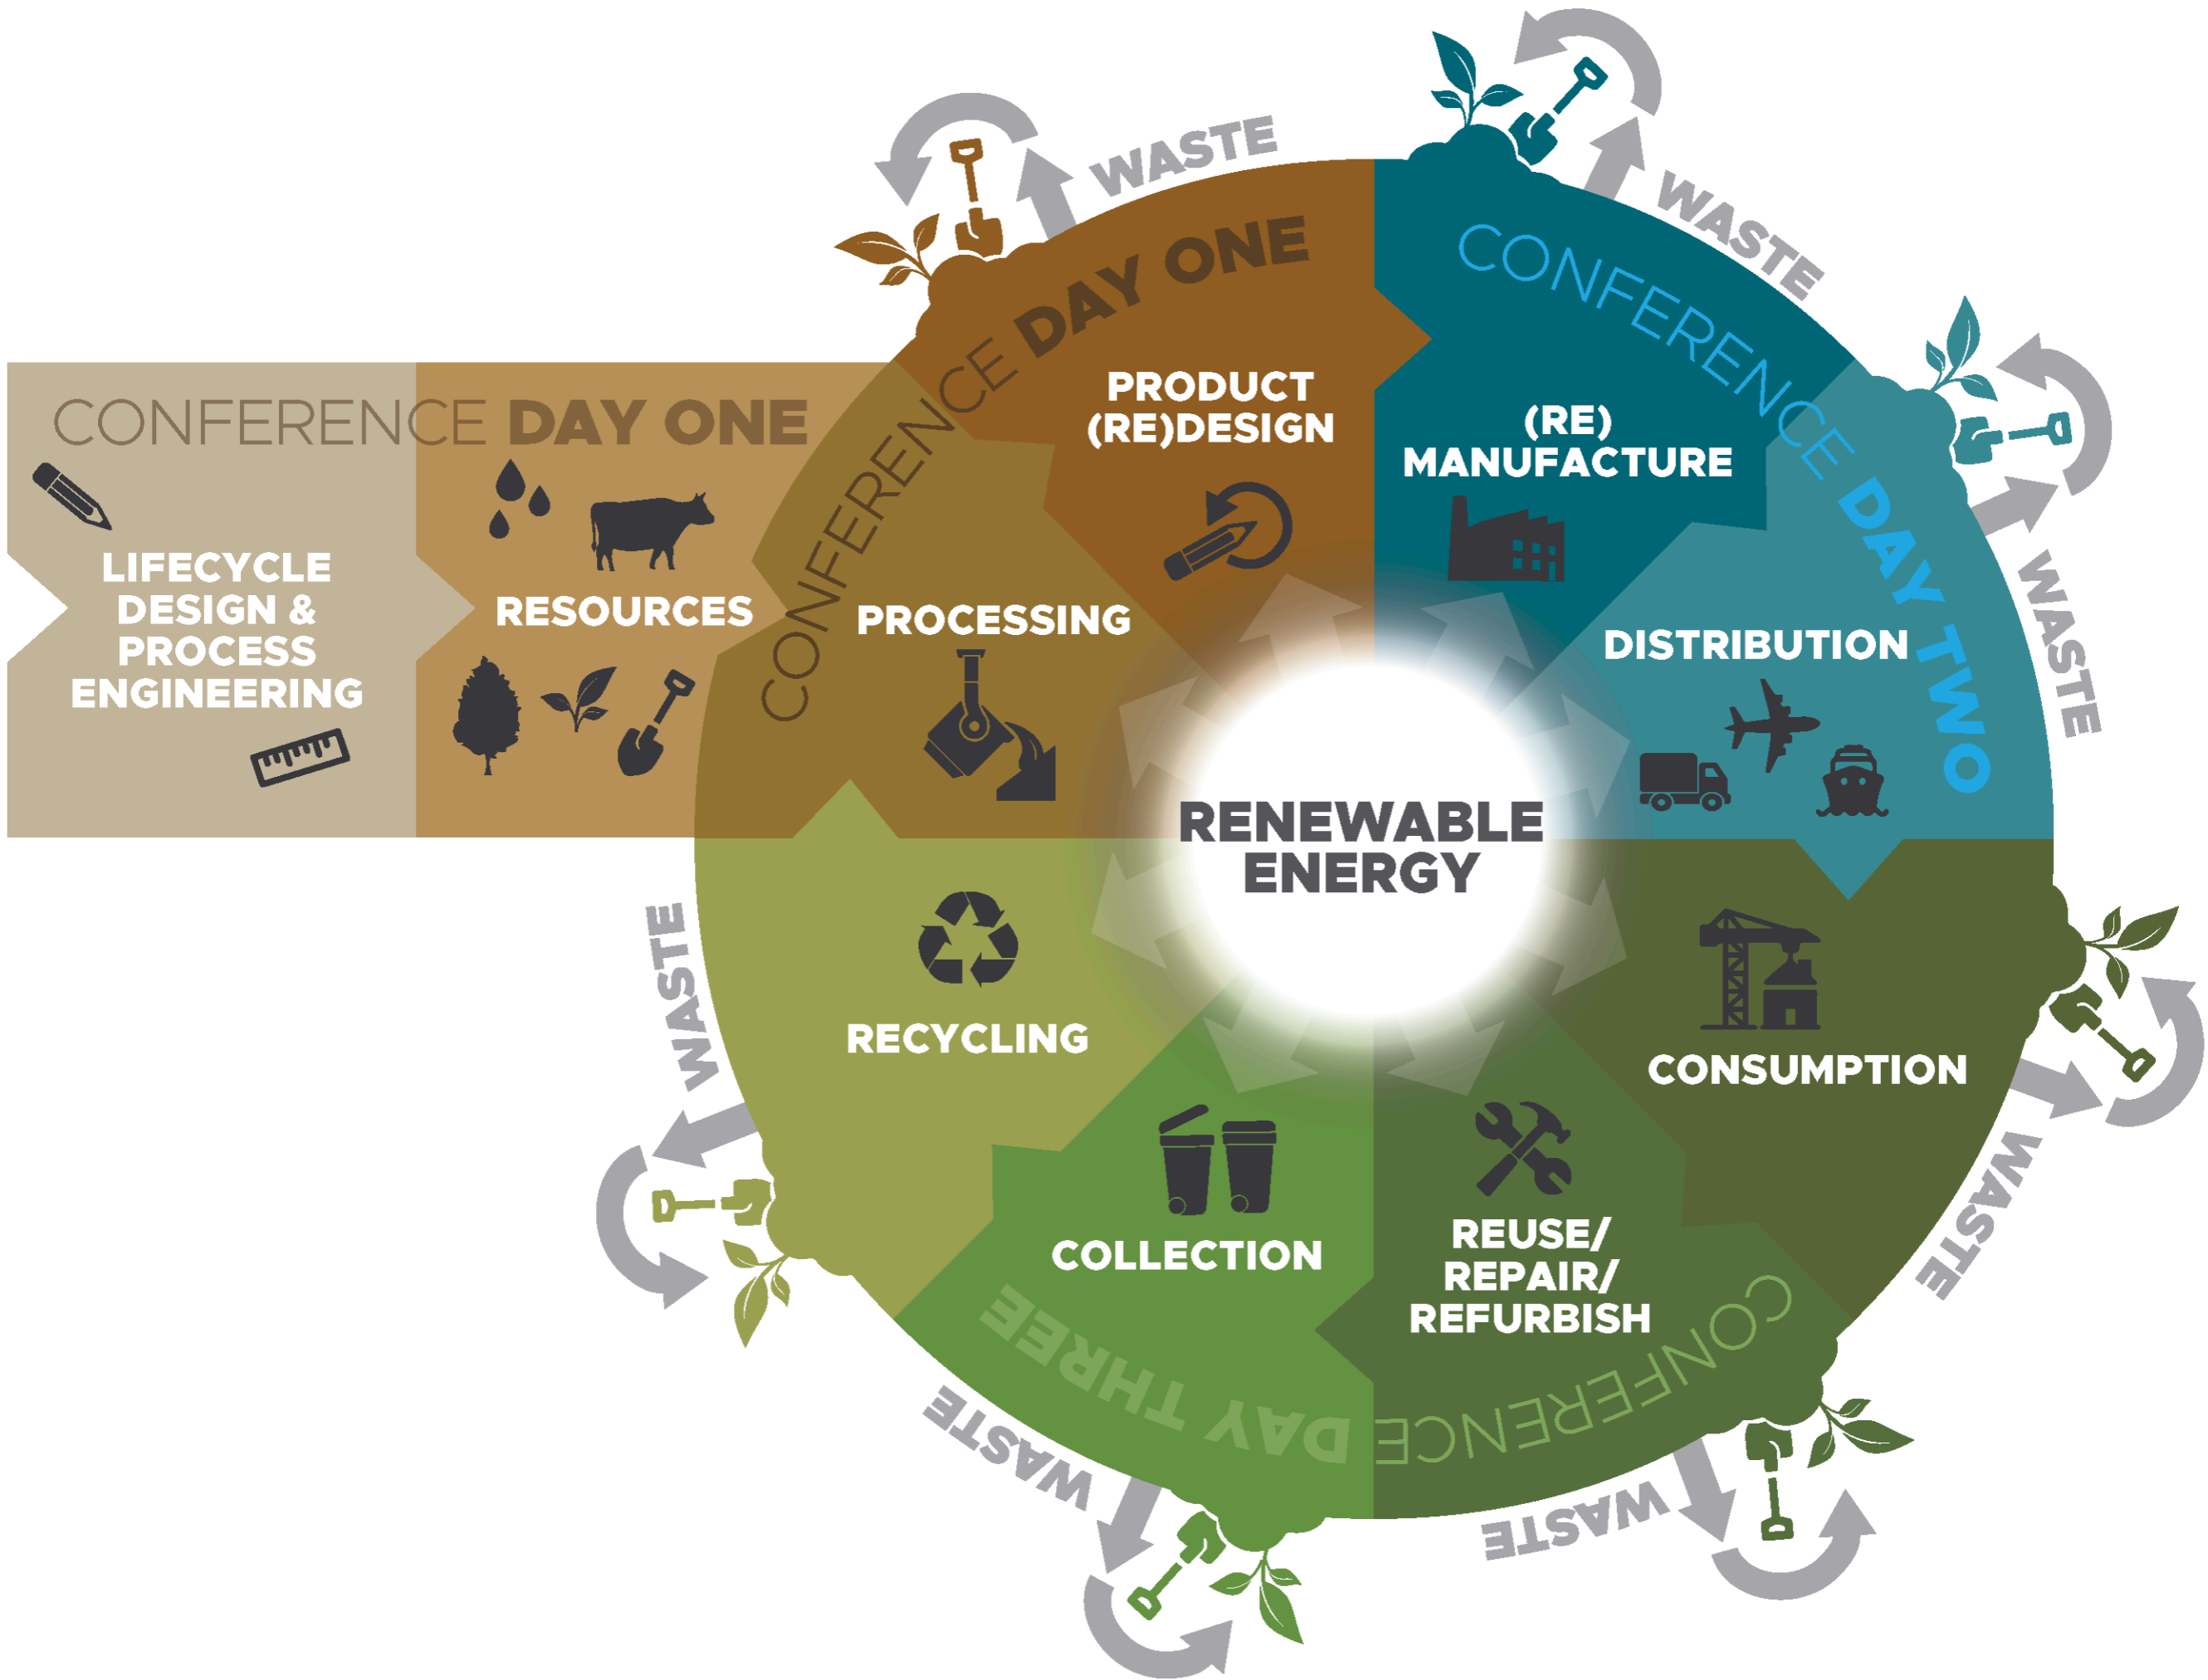 CONFERENCE DAY ONE
LIFECYCLE
DESIGN &
PROCESS
ENGINEERING
RESOURCES
CONFERENCE DAY ONE
PROCESSING
PRODUCT
(RE)DESIGN
WASTE
CONFERENCE DAY TWO
(RE)
MANUFACTURE
WASTE
DISTRIBUTION
WASTE
RENEWABLE
ENERGY
CONSUMPTION
WASTE
CONFERENCE DAY THREE
REUSE/
REPAIR/
REFURBISH
WASTE
COLLECTION
WASTE
RECYCLING
WASTE